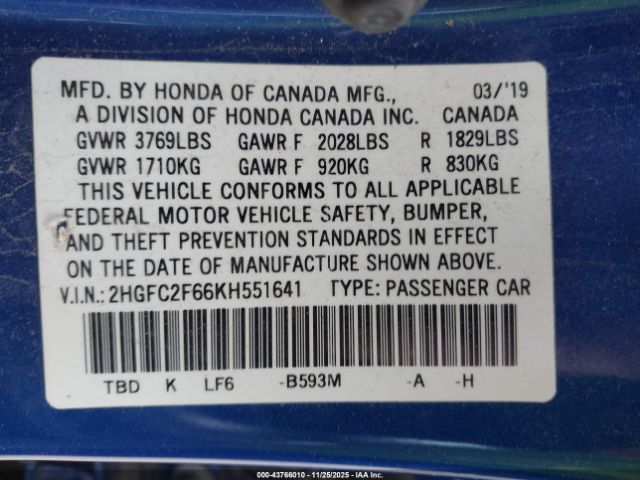 MFD. BY HONDA OF CANADA MFG., 03/'19
A DIVISION OF HONDA CANADA INC. CANADA
GVWR 3769LBS GAWR F 2028LBS R 1829LBS
GVWR 1710KG GAWR F 920KG R 830KG
THIS VEHICLE CONFORMS TO ALL APPLICABLE
FEDERAL MOTOR VEHICLE SAFETY, BUMPER,
AND THEFT PREVENTION STANDARDS IN EFFECT
ON THE DATE OF MANUFACTURE SHOWN ABOVE.
V.I.N.: 2HGFC2F66KH551641 TYPE: PASSENGER CAR
TBD K LF6 -B593M -A -H
000-43766010 - 11/25/2025 - IAA Inc.